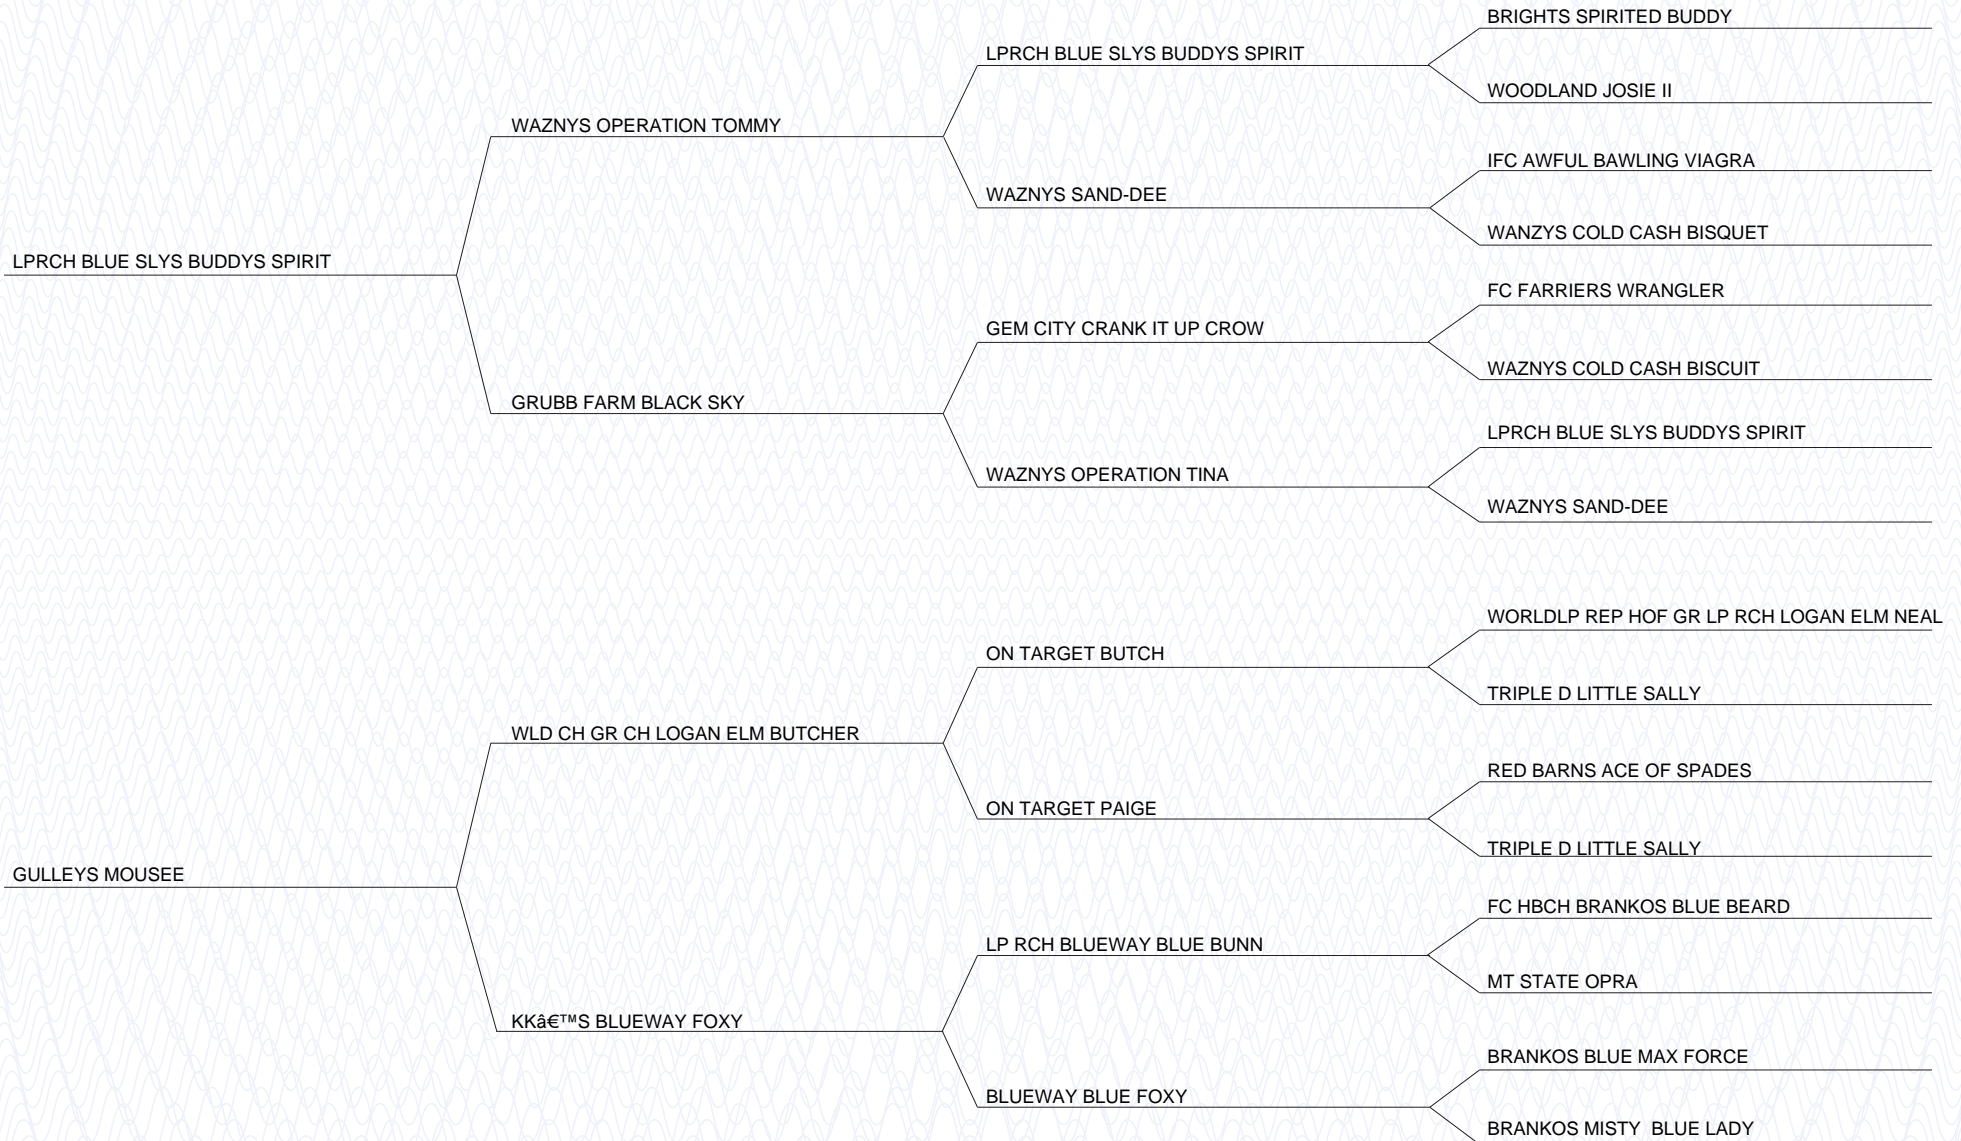 BRIGHTS SPIRITED BUDDY
LPRCH BLUE SLYS BUDDYS SPIRIT
WOODLAND JOSIE II
WAZNYS OPERATION TOMMY
IFC AWFUL BAWLING VIAGRA
WAZNYS SAND-DEE
WANZYS COLD CASH BISQUET
LPRCH BLUE SLYS BUDDYS SPIRIT
FC FARRIERS WRANGLER
GEM CITY CRANK IT UP CROW
WAZNYS COLD CASH BISCUIT
GRUBB FARM BLACK SKY
LPRCH BLUE SLYS BUDDYS SPIRIT
WAZNYS OPERATION TINA
WAZNYS SAND-DEE
WORLDLP REP HOF GR LP RCH LOGAN ELM NEAL
ON TARGET BUTCH
TRIPLE D LITTLE SALLY
WLD CH GR CH LOGAN ELM BUTCHER
RED BARNS ACE OF SPADES
ON TARGET PAIGE
TRIPLE D LITTLE SALLY
GULLEYS MOUSEE
FC HBCH BRANKOS BLUE BEARD
LP RCH BLUEWAY BLUE BUNN
MT STATE OPRA
KKâ€™S BLUEWAY FOXY
BRANKOS BLUE MAX FORCE
BLUEWAY BLUE FOXY
BRANKOS MISTY  BLUE LADY